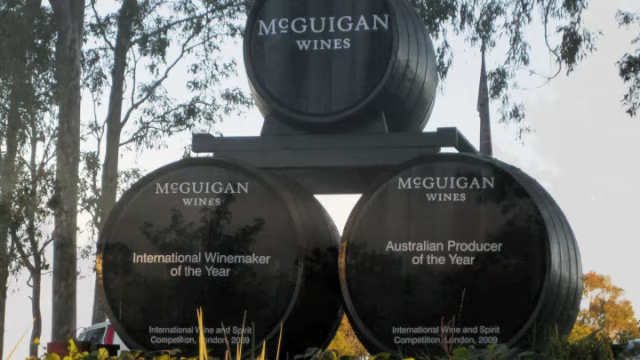 McGUIGAN
WINES
McGUIGAN
WINES
International Winemaker
of the Year
International Wine and Spirit
Competition, London, 2009
McGUIGAN
WINES
Australian Producer
of the Year
International Wine and Spirit
Competition, London, 2009